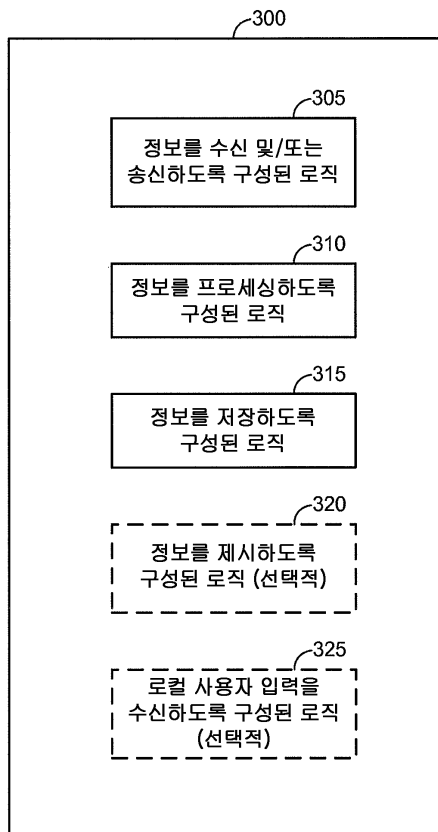 300
305
정보를 수신 및/또는
송신하도록 구성된 로직
310
정보를 프로세싱하도록
구성된 로직
315
정보를 저장하도록
구성된 로직
320
정보를 제시하도록
구성된 로직 (선택적)
325
로컬 사용자 입력을
수신하도록 구성된 로직
(선택적)